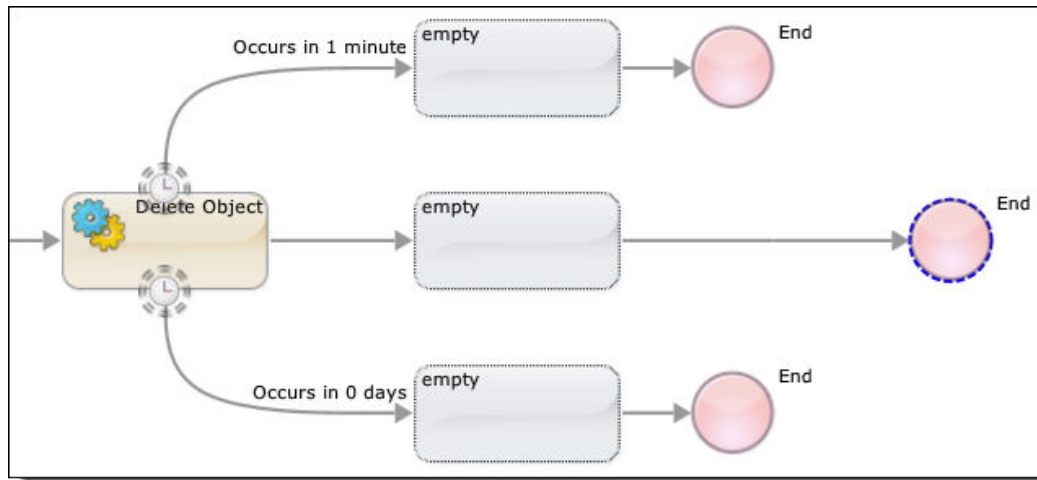 Occurs in 1 minute
empty
End
Delete Object
empty
End
Occurs in 0 days
empty
End